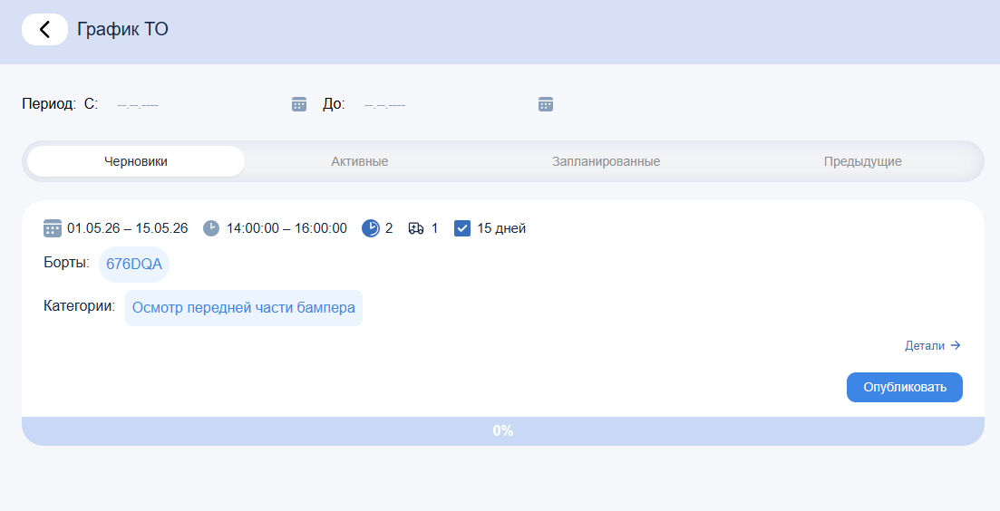 График ТО
Период: С: --.--.---- До: --.--.----
Черновики Активные Запланированные Предыдущие
01.05.26 – 15.05.26 14:00:00 – 16:00:00 2 1 15 дней
Борты: 676DQA
Категории: Осмотр передней части бампера
Детали →
Опубликовать
0%